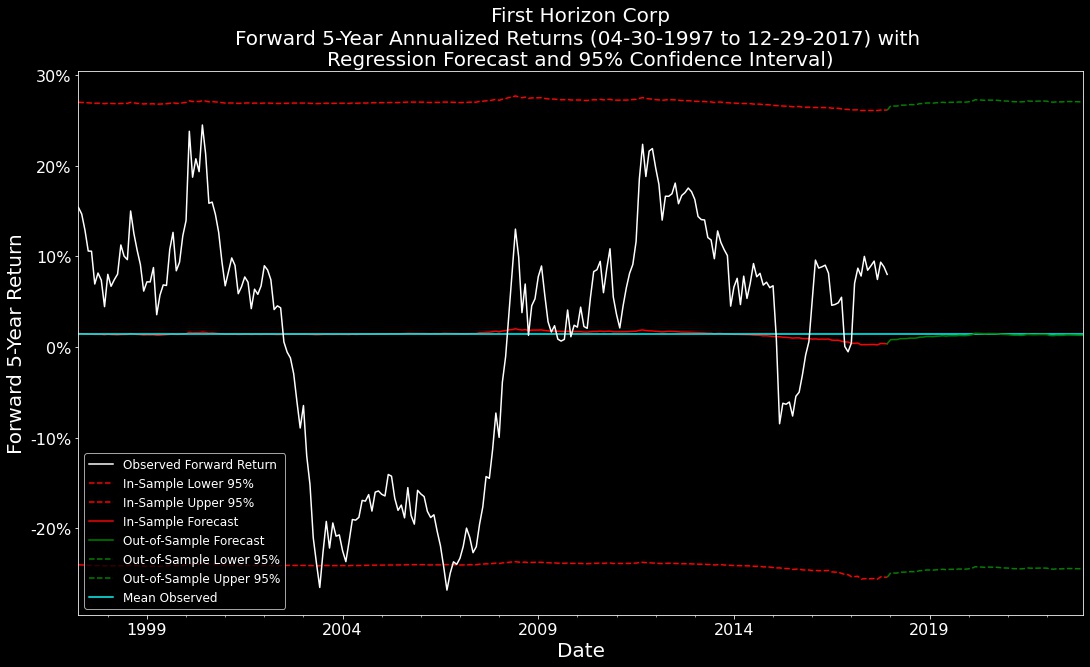 First Horizon Corp
Forward 5-Year Annualized Returns (04-30-1997 to 12-29-2017) with
Regression Forecast and 95% Confidence Interval)
30%
20%
10%
0%
-10%
-20%
Forward 5-Year Return
Observed Forward Return
In-Sample Lower 95%
In-Sample Upper 95%
In-Sample Forecast
Out-of-Sample Forecast
Out-of-Sample Lower 95%
Out-of-Sample Upper 95%
Mean Observed
1999
2004
2009
2014
2019
Date